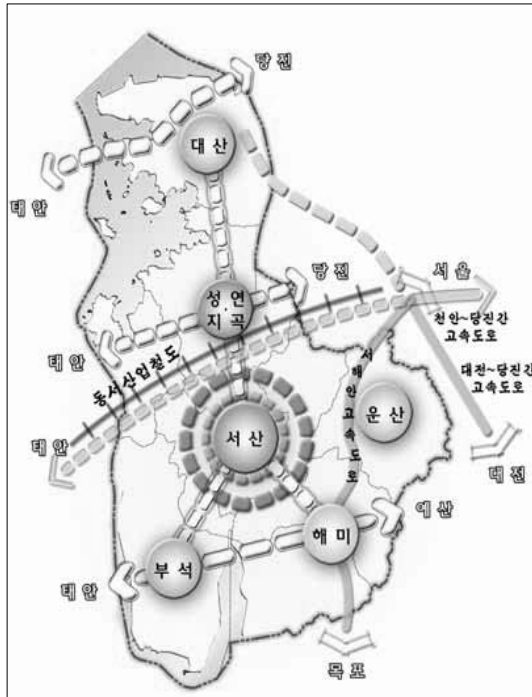 당진
대산
태안
당진
서울
성연
·
지곡
천안~당진간
고속도로
태안
동서산업철도
대전~당진간
고속도로
서해안고속도로
운산
서산
태안
대전
예산
해미
부석
태안
목포